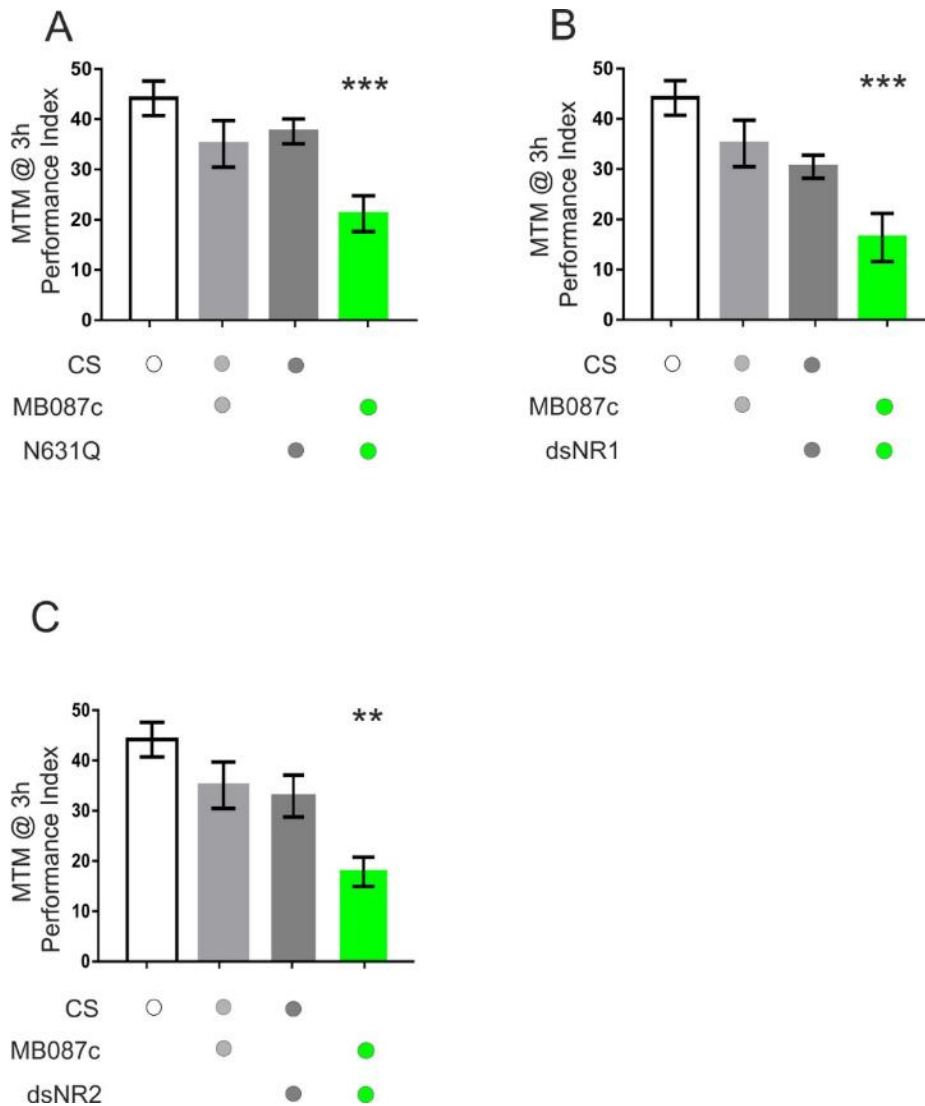 A
MTM @ 3h
Performance Index
50
40
30
20
10
0
***
CS
MB087c
N631Q
B
MTM @ 3h
Performance Index
50
40
30
20
10
0
***
CS
MB087c
dsNR1
C
MTM @ 3h
Performance Index
50
40
30
20
10
0
**
CS
MB087c
dsNR2